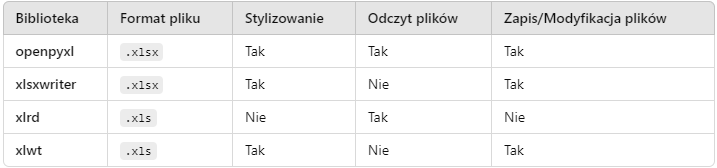 Biblioteka Format pliku Stylizowanie Odczyt plików Zapis/Modyfikacja plików
openpyxl .xlsx Tak Tak Tak
xlsxwriter .xlsx Tak Nie Tak
xlrd .xls Nie Tak Nie
xlwt .xls Tak Nie Tak